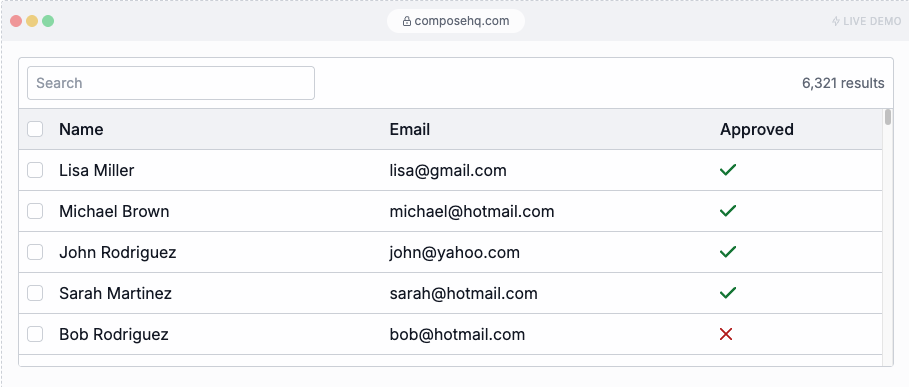 composehq.com
LIVE DEMO
Search
6,321 results
Name Email Approved
Lisa Miller lisa@gmail.com
Michael Brown michael@hotmail.com
John Rodriguez john@yahoo.com
Sarah Martinez sarah@hotmail.com
Bob Rodriguez bob@hotmail.com